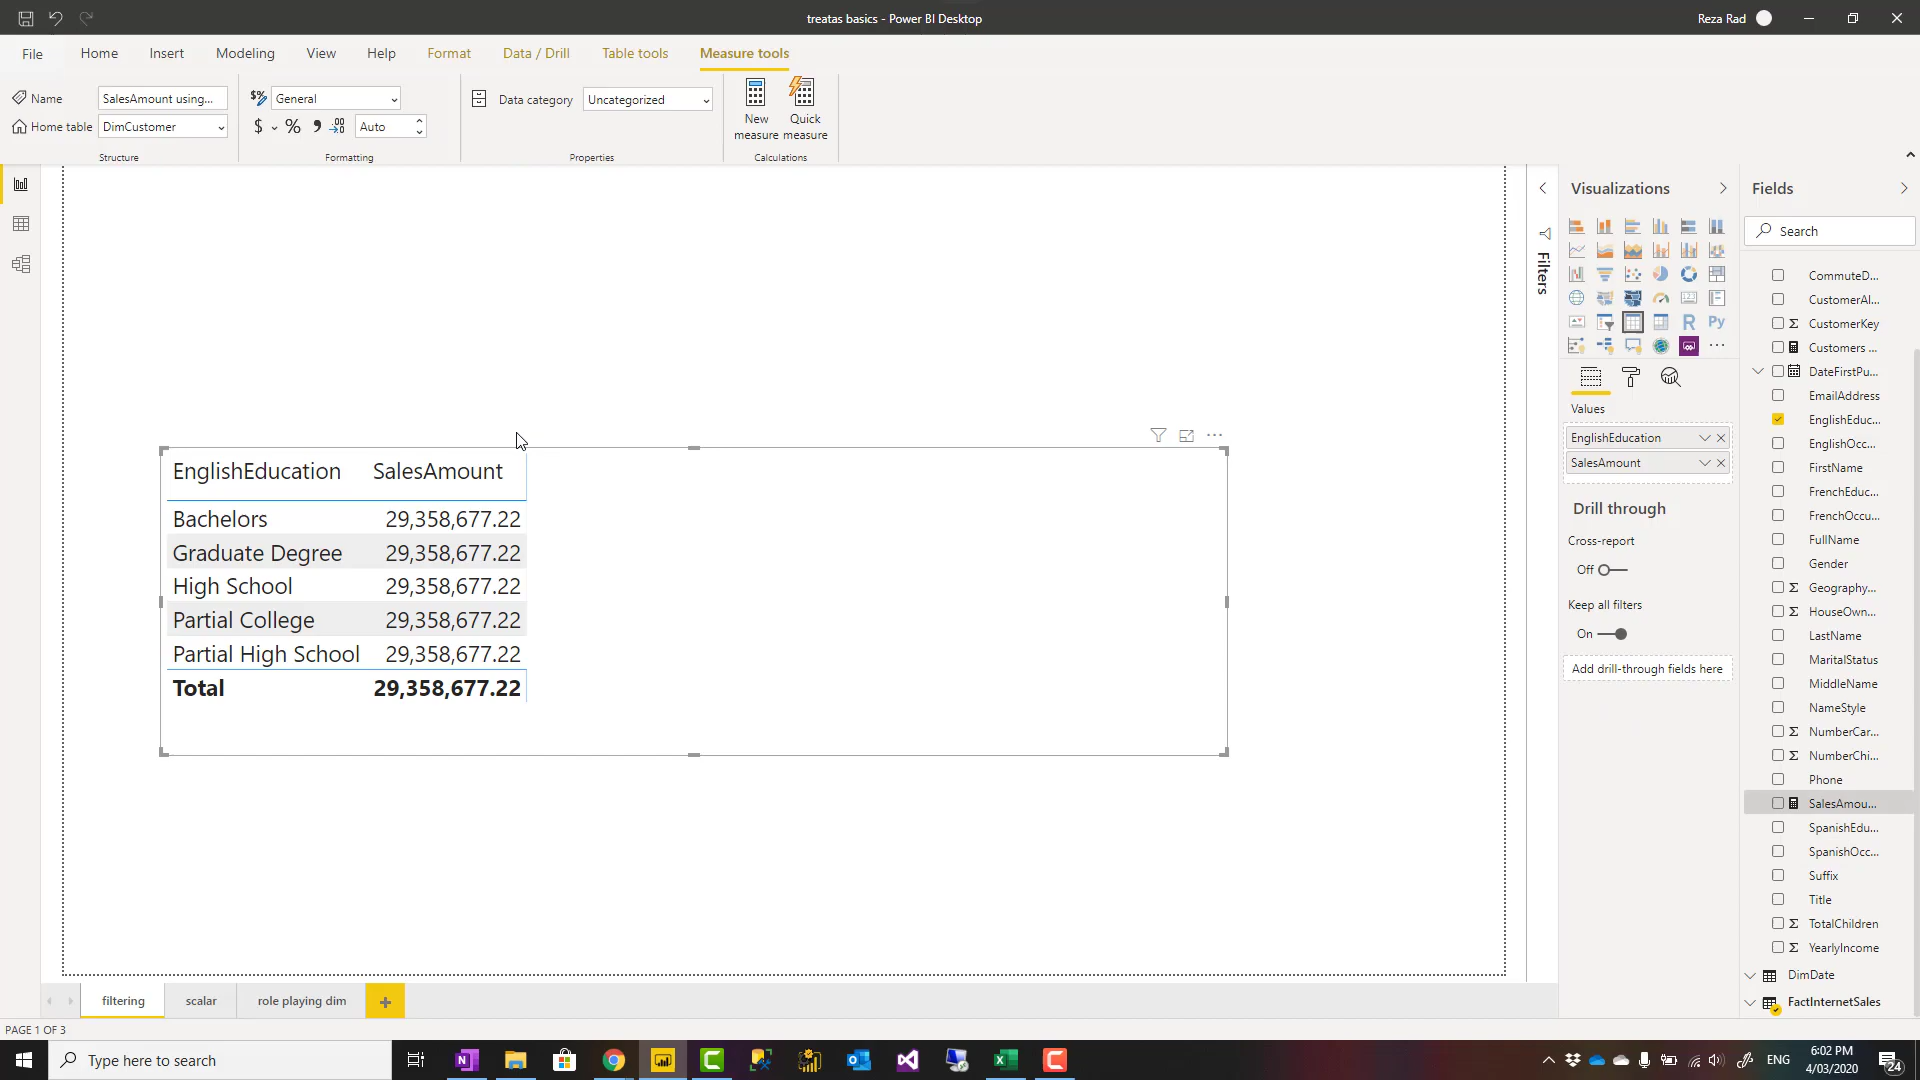 treatas basics - Power BI Desktop
Reza Rad
File
Home
Insert
Modeling
View
Help
Format
Data / Drill
Table tools
Measure tools
Name
SalesAmount using...
$%
General
Data category
Uncategorized
New
measure
Quick
measure
Home table
DimCustomer
$
%
Auto
Structure
Formatting
Properties
Calculations
EnglishEducation SalesAmount
Bachelors 29,358,677.22
Graduate Degree 29,358,677.22
High School 29,358,677.22
Partial College 29,358,677.22
Partial High School 29,358,677.22
Total 29,358,677.22
Filters
Visualizations
R
Py
123
Values
EnglishEducation
SalesAmount
Drill through
Cross-report
Off
Keep all filters
On
Add drill-through fields here
Fields
Search
CommuteD...
CustomerAl...
Σ CustomerKey
Customers ...
DateFirstPu...
EmailAddress
EnglishEduc...
EnglishOcc...
FirstName
FrenchEduc...
FrenchOccu...
FullName
Gender
Σ Geography...
Σ HouseOwn...
LastName
MaritalStatus
MiddleName
NameStyle
Σ NumberCar...
Σ NumberChi...
Phone
SalesAmou...
SpanishEdu...
SpanishOcc...
Suffix
Title
Σ TotalChildren
Σ YearlyIncome
DimDate
FactInternetSales
filtering
scalar
role playing dim
PAGE 1 OF 3
Type here to search
ENG
6:02 PM
4/03/2020
24